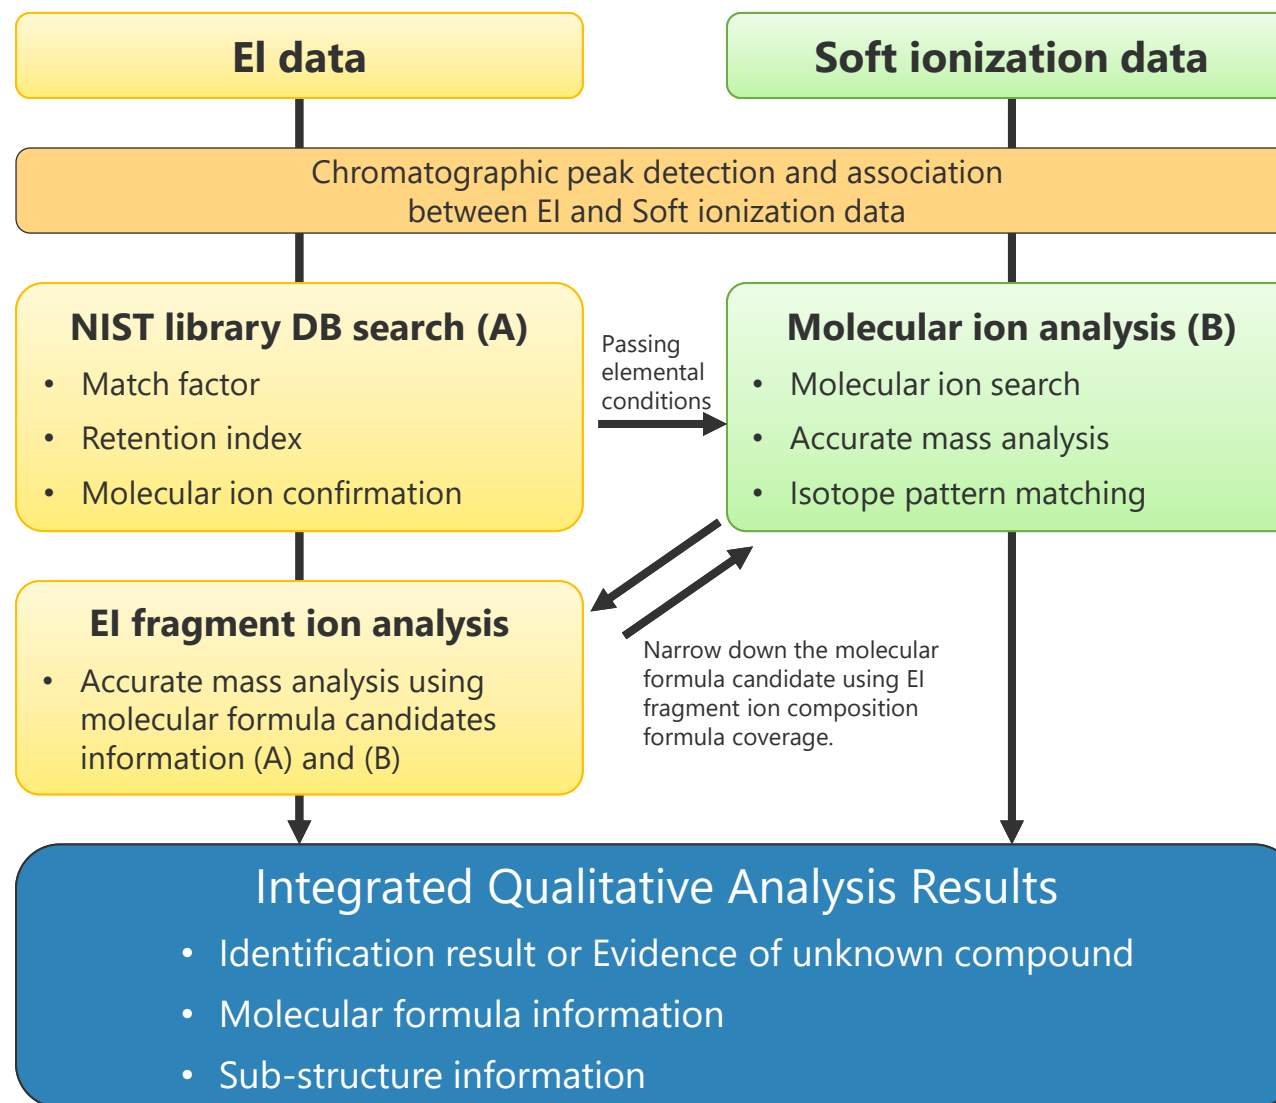 EI data
Soft ionization data
Chromatographic peak detection and association
between EI and Soft ionization data
NIST library DB search (A)
• Match factor
• Retention index
• Molecular ion confirmation
Passing
elemental
conditions
Molecular ion analysis (B)
• Molecular ion search
• Accurate mass analysis
• Isotope pattern matching
EI fragment ion analysis
• Accurate mass analysis using
molecular formula candidates
information (A) and (B)
Narrow down the molecular
formula candidate using EI
fragment ion composition
formula coverage.
Integrated Qualitative Analysis Results
• Identification result or Evidence of unknown compound
• Molecular formula information
• Sub-structure information